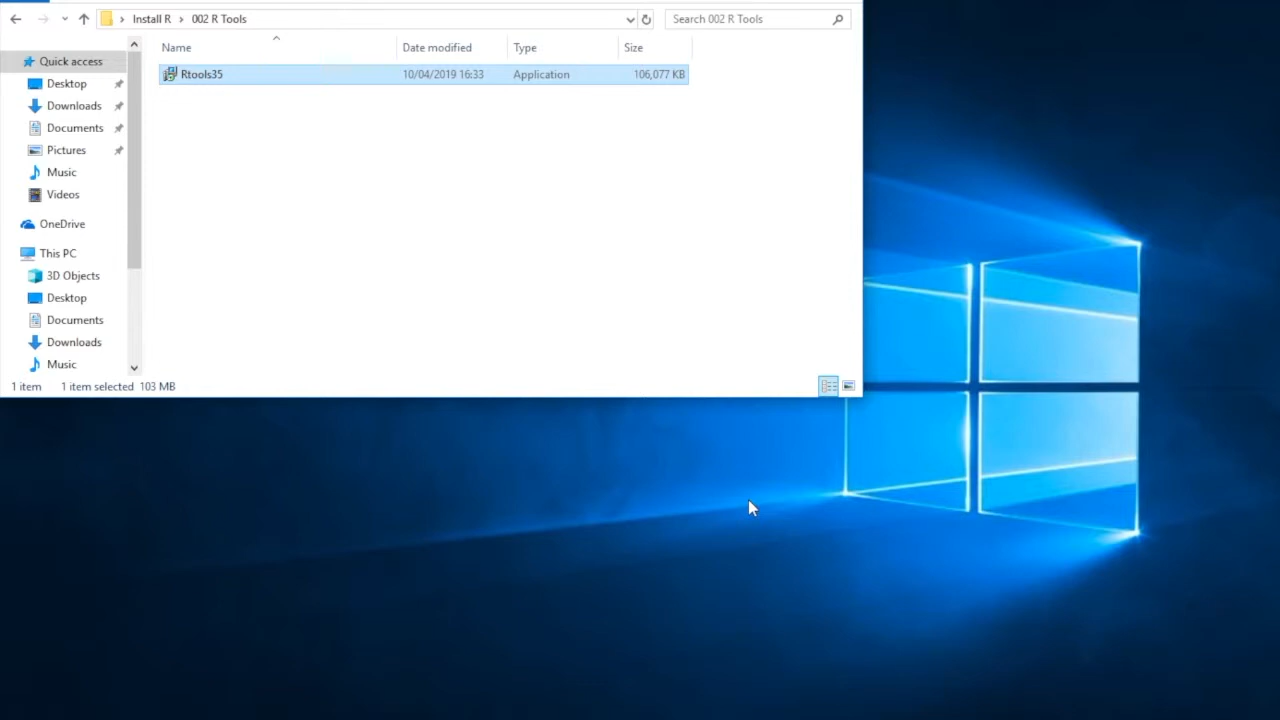 Install R > 002 R Tools
Search 002 R Tools
Name Date modified Type Size
Rtools35 10/04/2019 16:33 Application 106,077 KB
Quick access
Desktop
Downloads
Documents
Pictures
Music
Videos
OneDrive
This PC
3D Objects
Desktop
Documents
Downloads
Music
1 item 1 item selected 103 MB